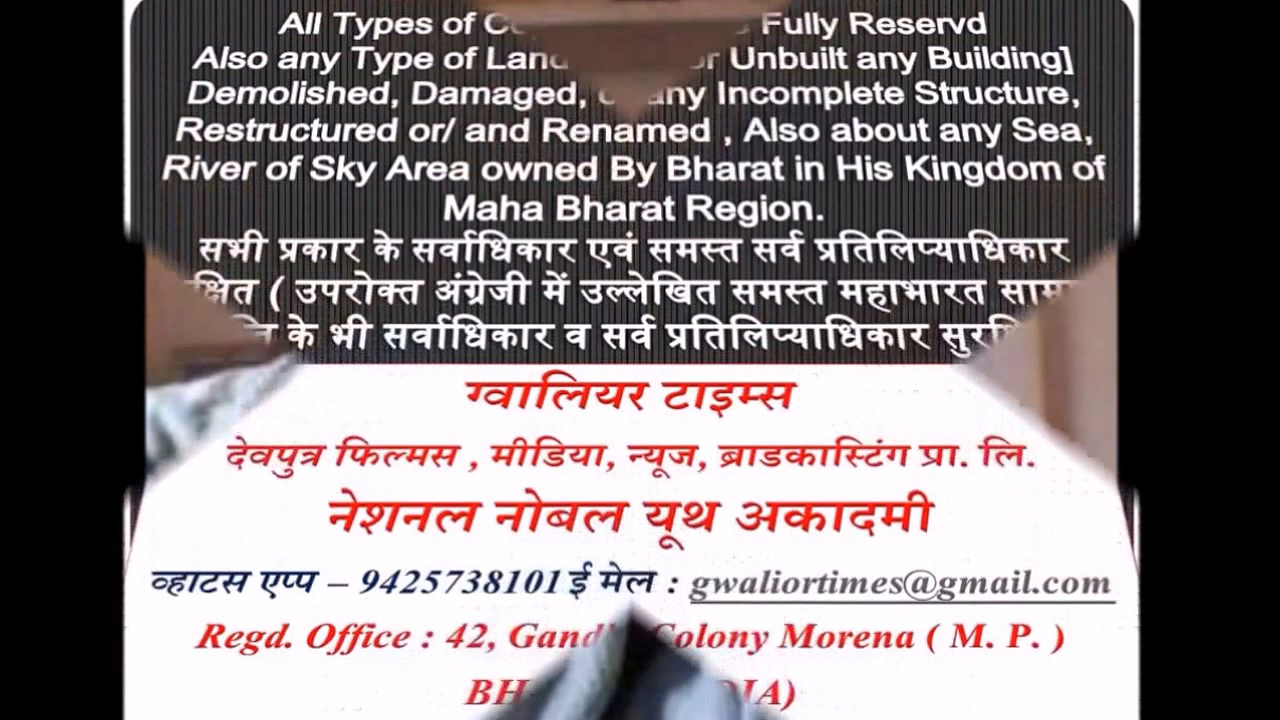 All Types of Fully Reservd
Also any Type of Land or Unbuilt any Building]
Demolished, Damaged, any Incomplete Structure,
Restructured or/ and Renamed , Also about any Sea,
River of Sky Area owned By Bharat in His Kingdom of
Maha Bharat Region.
सभी प्रकार के सर्वाधिकार एवं समस्त सर्व प्रतिलिप्याधिकार
( उपरोक्त अंग्रेजी में उल्लेखित समस्त महाभारत
के भी सर्वाधिकार व सर्व प्रतिलिप्याधिकार
ग्वालियर टाइम्स
देवपुत्र फिल्मस , मीडिया, न्यूज, ब्राडकास्टिंग प्रा. लि.
नेशनल नोबल यूथ अकादमी
व्हाटस एप्प – 9425738101 ई मेल : gwaliortimes@gmail.com
Regd. Office : 42, Colony Morena ( M. P. )